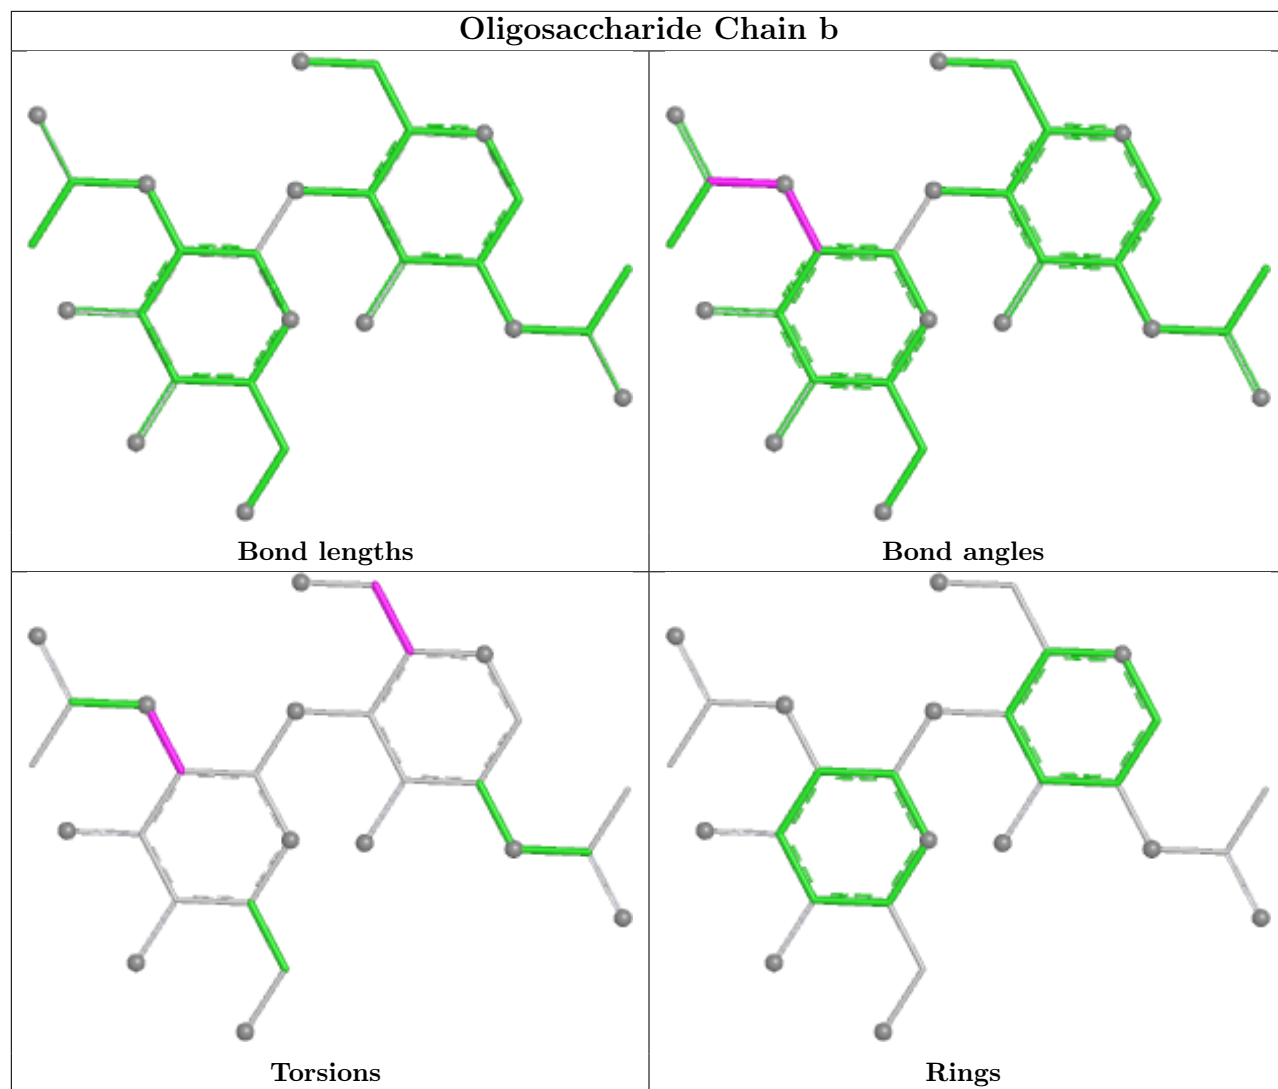 Oligosaccharide Chain b
Bond lengths
Bond angles
Torsions
Rings